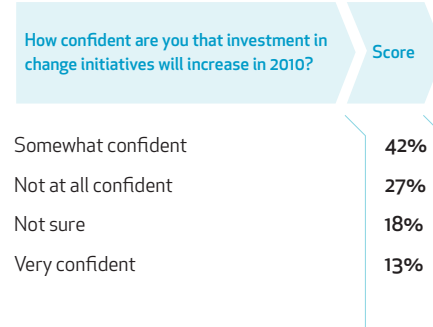 How confident are you that investment in
change initiatives will increase in 2010?
Score
Somewhat confident 42%
Not at all confident 27%
Not sure 18%
Very confident 13%